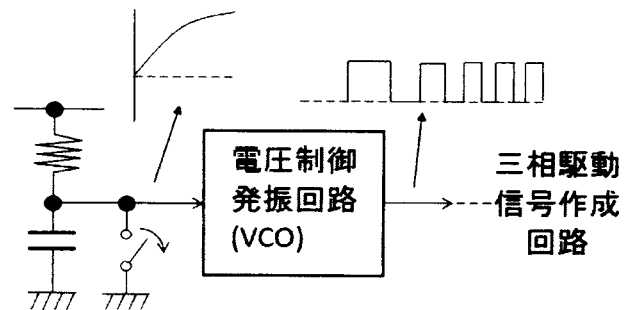 電圧制御
発振回路
(VCO)
三相駆動
信号作成
回路